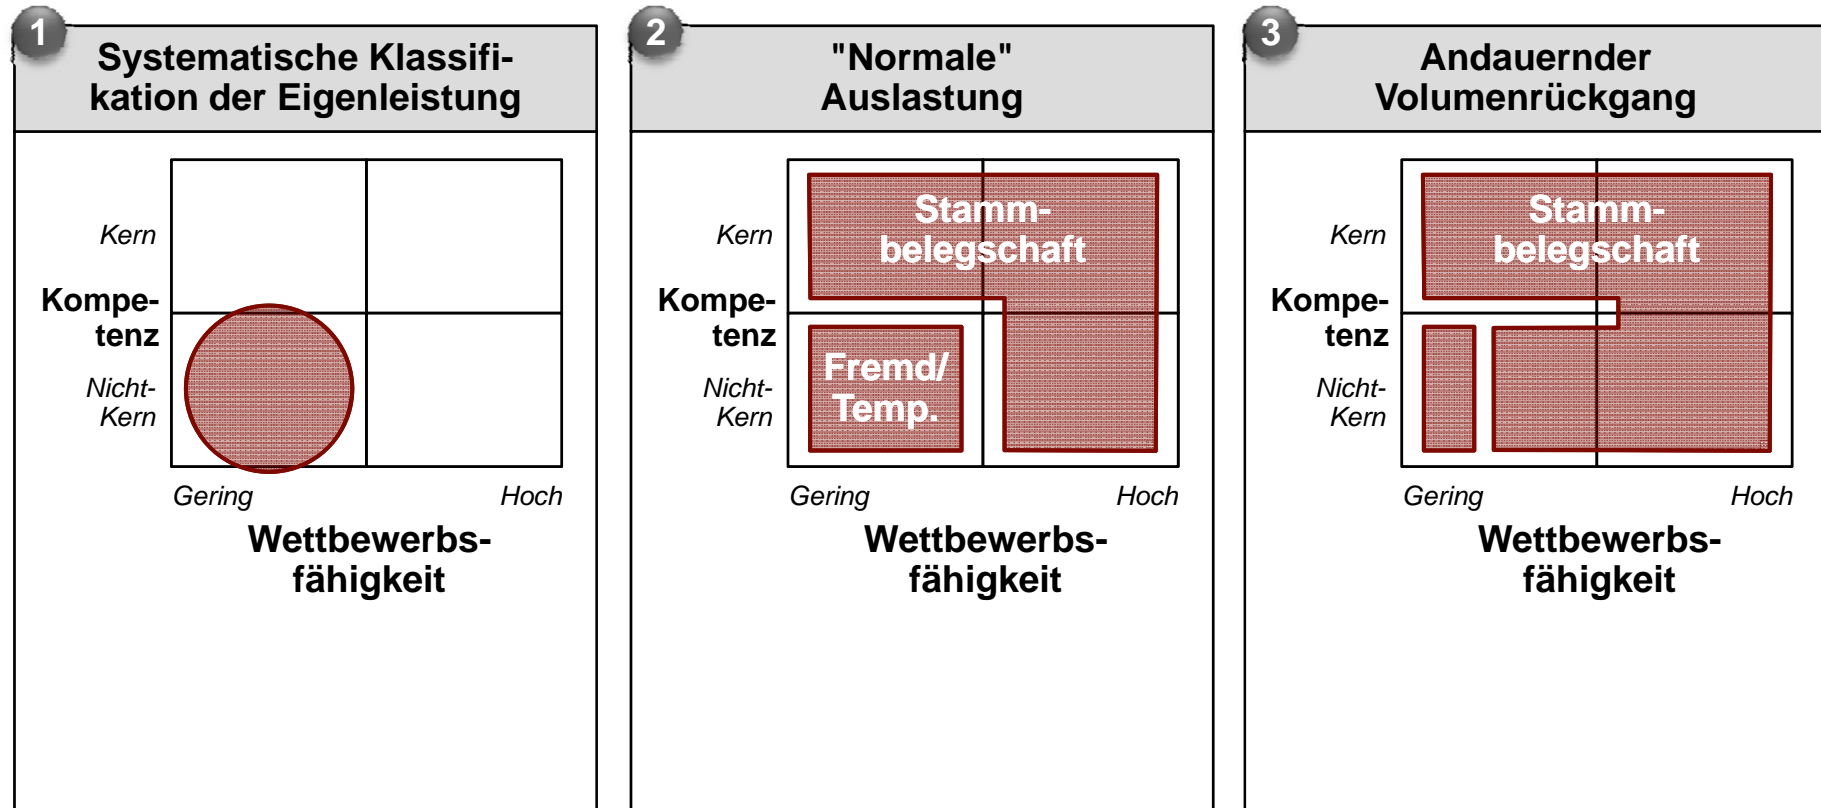 1
Systematische Klassifi-
kation der Eigenleistung
Kern
Kompe-
tenz
Nicht-
Kern
Gering Hoch
Wettbewerbs-
fähigkeit
2
"Normale"
Auslastung
Stamm-
belegschaft
Kern
Kompe-
tenz
Fremd/
Temp.
Nicht-
Kern
Gering Hoch
Wettbewerbs-
fähigkeit
3
Andauernder
Volumenrückgang
Stamm-
belegschaft
Kern
Kompe-
tenz
Nicht-
Kern
Gering Hoch
Wettbewerbs-
fähigkeit